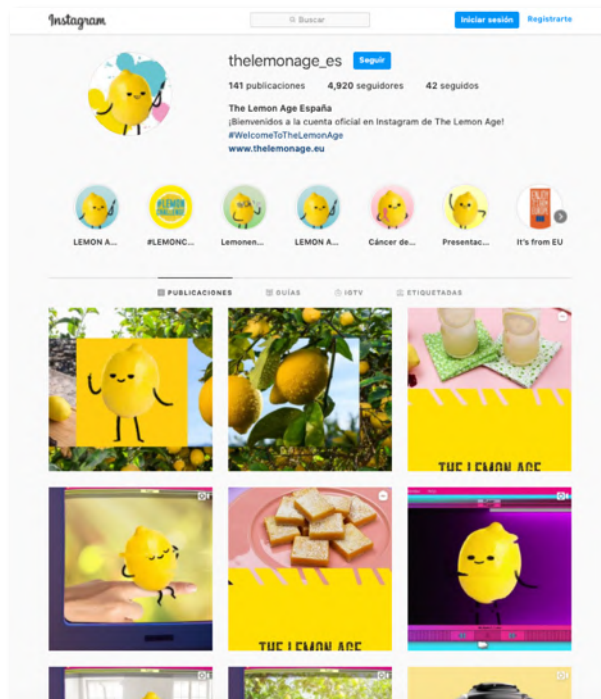 Instagram
Buscar
Iniciar sesión
Registrarte
thelemonage_es Seguir
141 publicaciones 4,920 seguidores 42 seguidos
The Lemon Age España
¡Bienvenidos a la cuenta oficial en Instagram de The Lemon Age!
#WelcomeToTheLemonAge
www.thelemonage.eu
#LEMON
CHALLENGE
LEMON A... #LEMONC... Lemonen... LEMON A... Cáncer de... Presentac... It's from EU
PUBLICACIONES GUÍAS IGTV ETIQUETADAS
THE LEMON AGE
THE LEMON AGE